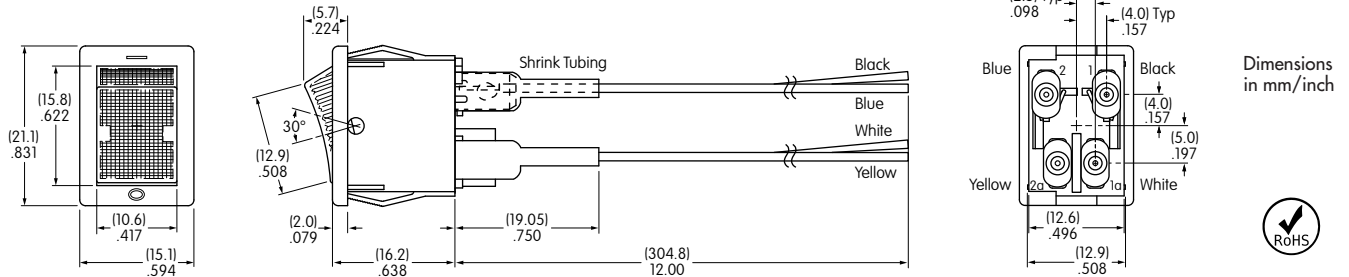 (5.7)
.224
.098
(4.0) Typ
.157
Shrink Tubing
Black
Blue
White
Yellow
Blue
2
1
Black
Dimensions
in mm/inch
(15.8)
.622
(21.1)
.831
30°
(12.9)
.508
(4.0)
.157
(5.0)
.197
Yellow
2a
1a
White
(10.6)
.417
(15.1)
.594
(2.0)
.079
(19.05)
.750
(16.2)
.638
(304.8)
12.00
(12.6)
.496
(12.9)
.508
RoHS